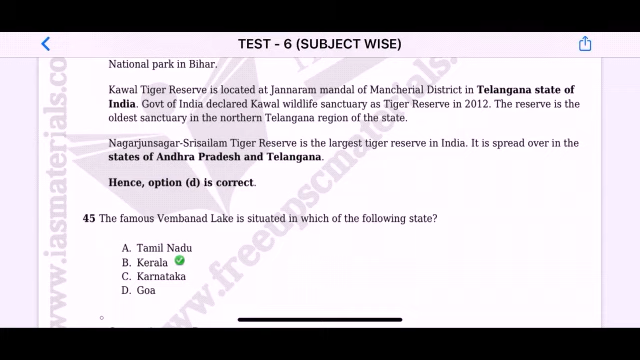 TEST - 6 (SUBJECT WISE)
National park in Bihar.
Kawal Tiger Reserve is located at Jannaram mandal of Mancherial District in Telangana state of
India. Govt of India declared Kawal wildlife sanctuary as Tiger Reserve in 2012. The reserve is the
oldest sanctuary in the northern Telangana region of the state.
Nagarjunsagar-Srisailam Tiger Reserve is the largest tiger reserve in India. It is spread over in the
states of Andhra Pradesh and Telangana.
Hence, option (d) is correct.
45 The famous Vembanad Lake is situated in which of the following state?
A. Tamil Nadu
B. Kerala
C. Karnataka
D. Goa
www.iasmaterials.co
www.freeupscmaterials.